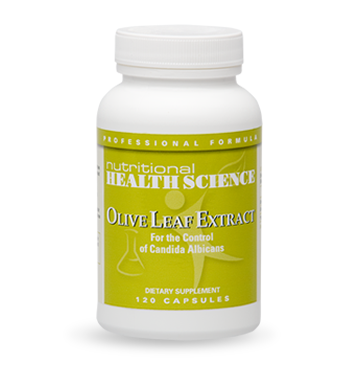 PROFESSIONAL FORMULA
nutritional
HEALTH SCIENCE
OLIVE LEAF EXTRACT
For the Control
of Candida Albicans
DIETARY SUPPLEMENT
120 CAPSULES